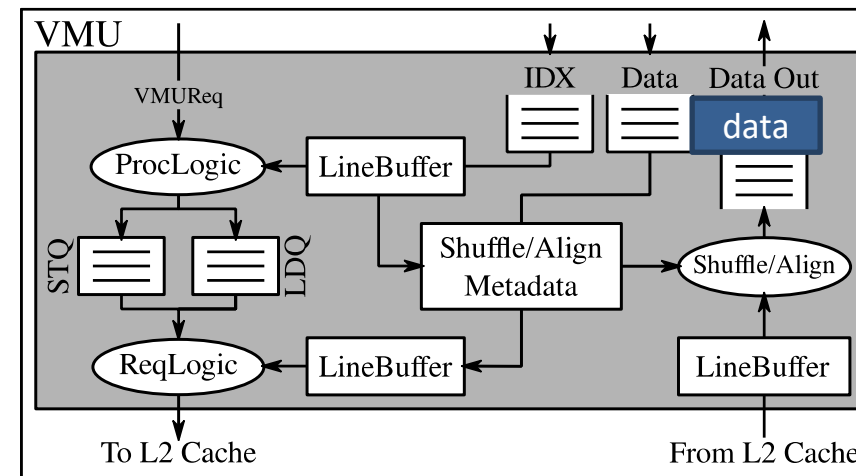 VMU
IDX Data Data Out
VMUReq
data
ProcLogic
LineBuffer
STQ
LDQ
Shuffle/Align
Metadata
Shuffle/Align
ReqLogic
LineBuffer
LineBuffer
To L2 Cache
From L2 Cache